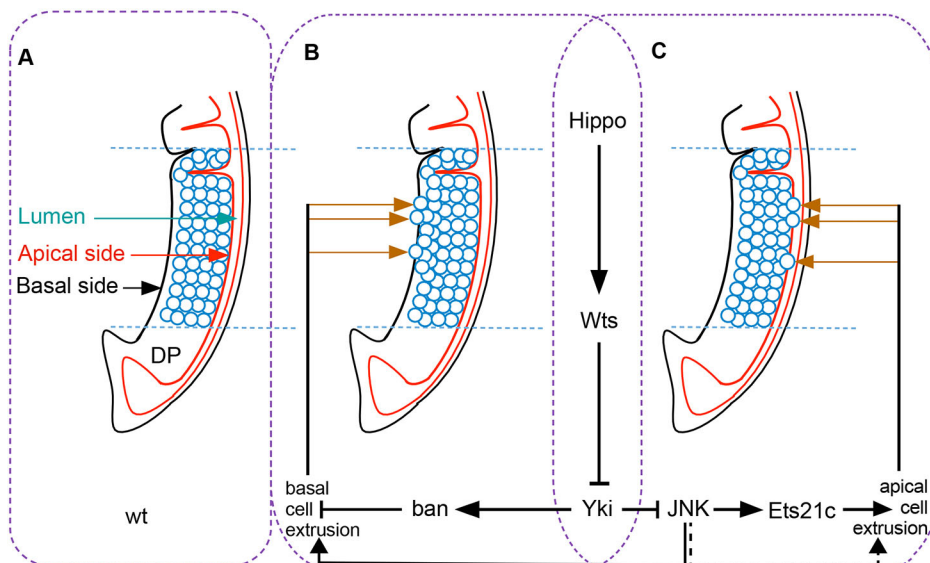 A
B
C
Hippo
Lumen
Apical side
Basal side
Wts
DP
wt
basal
cell
extrusion
ban
Yki
JNK
Ets21c
apical
cell
extrusion